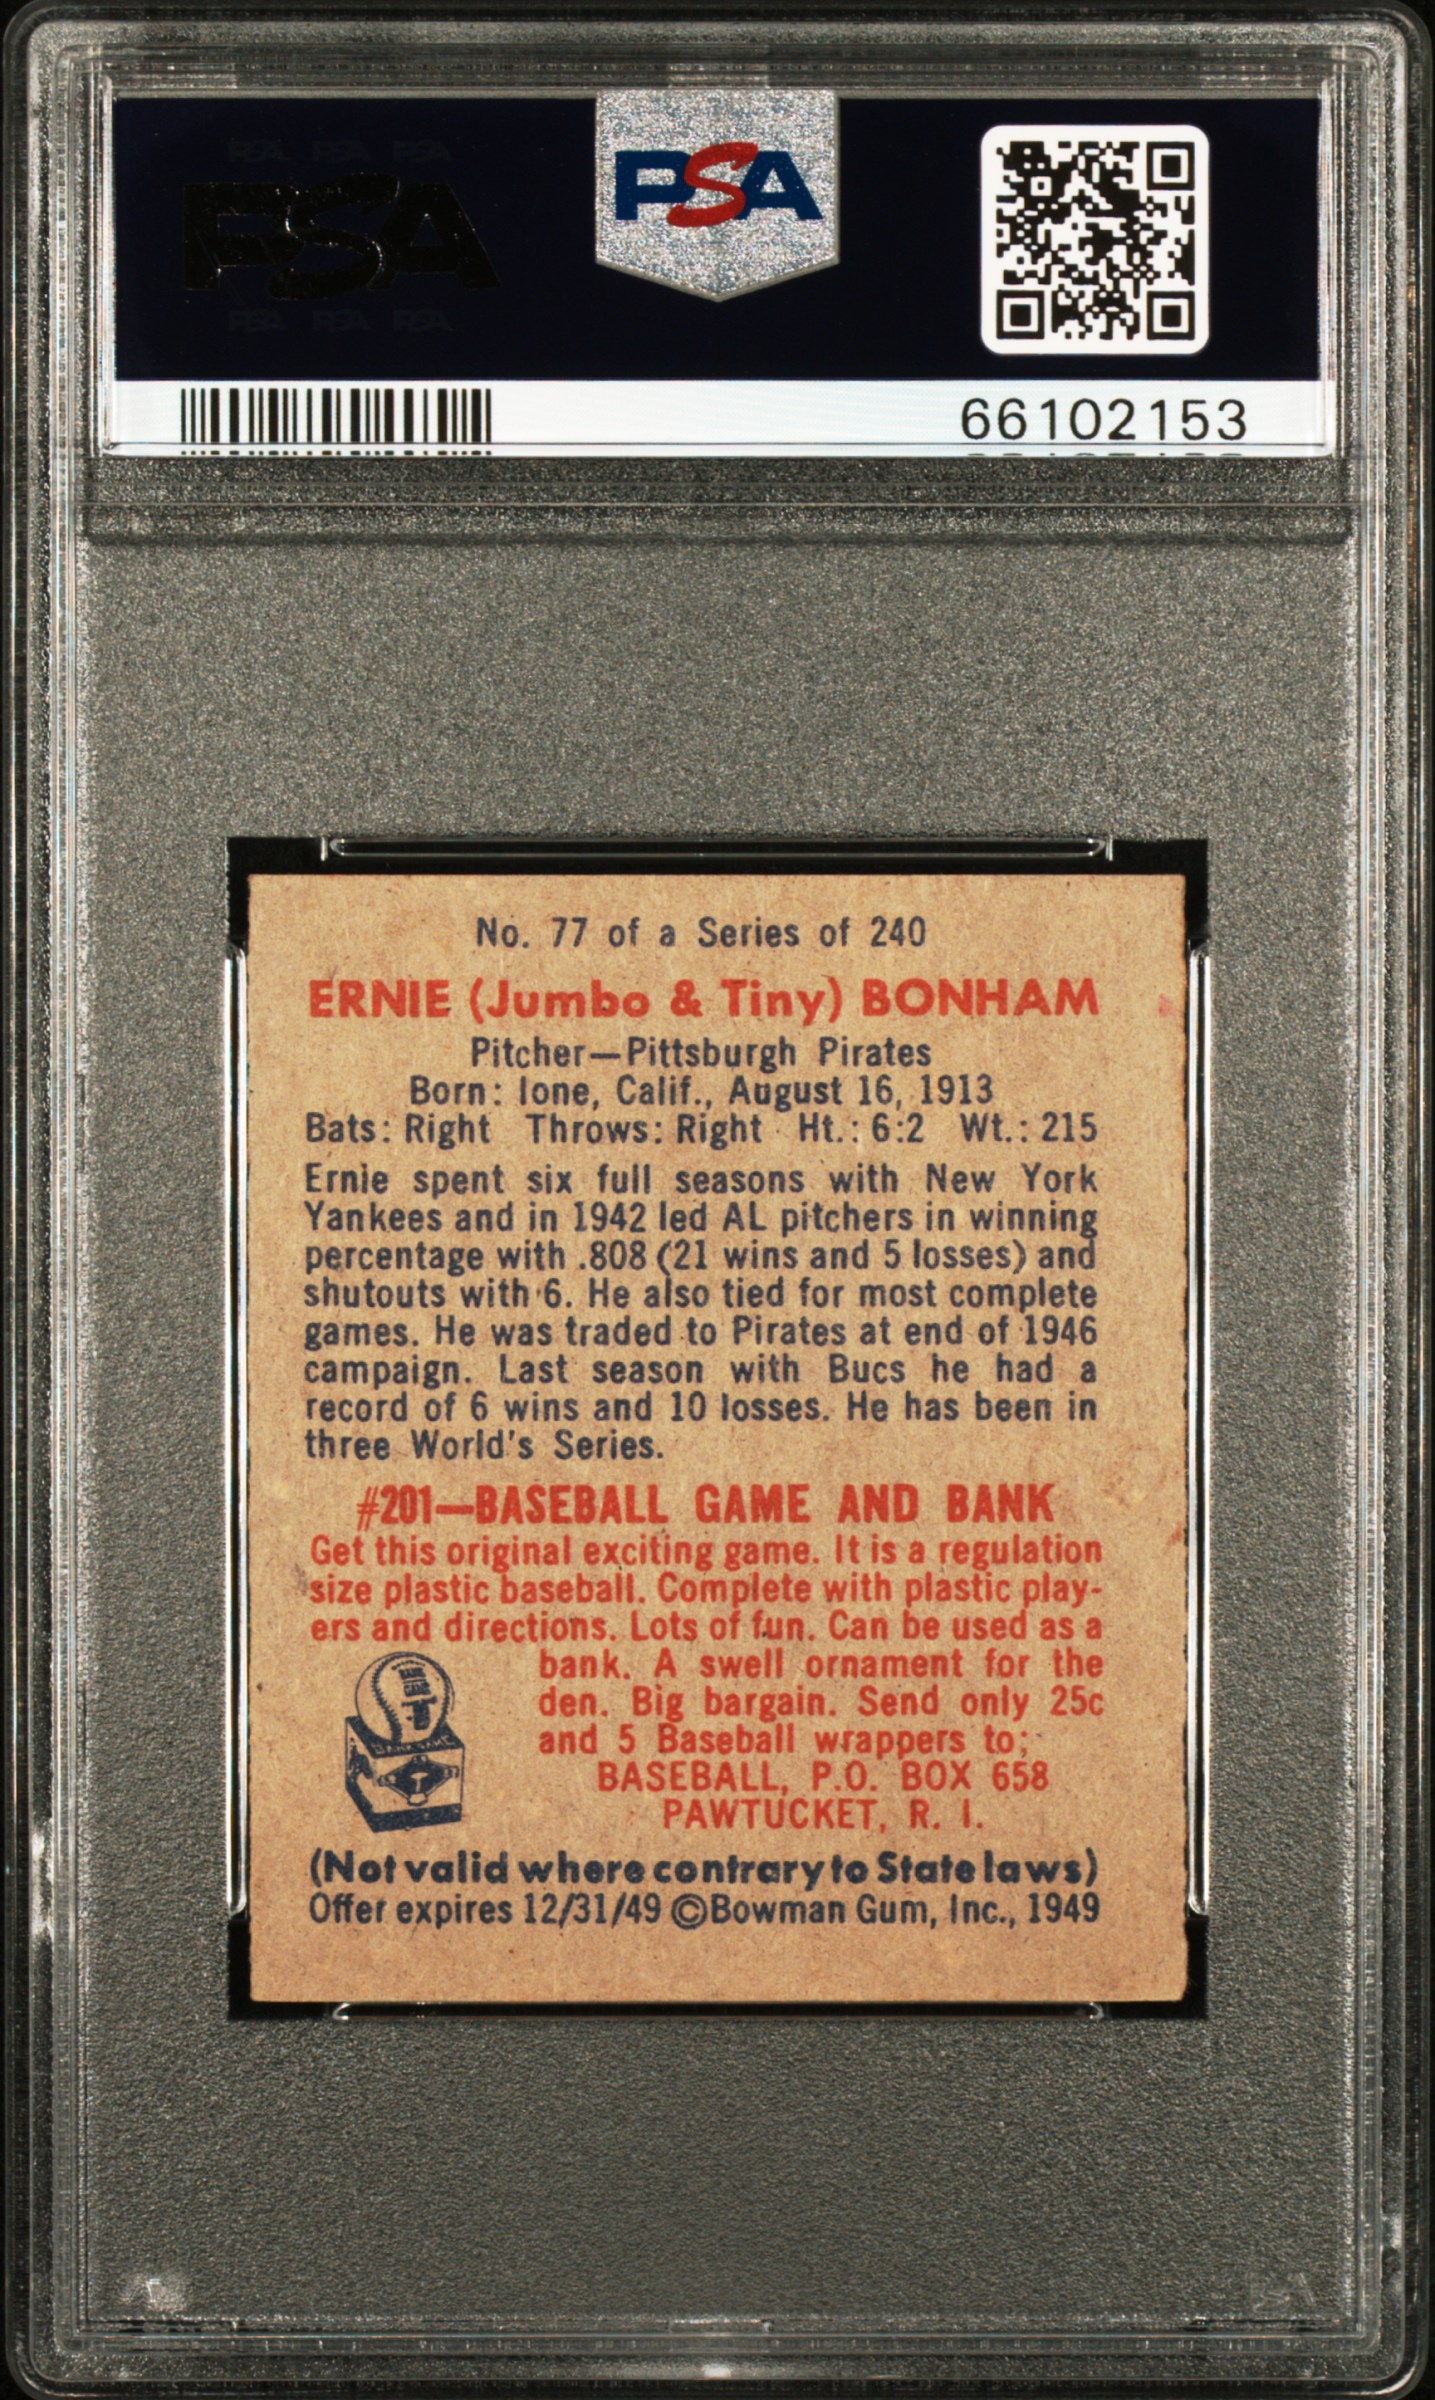 PSA PSA PSA
PSA
PSA PSA PSA
PSA
66102153
No. 77 of a Series of 240
ERNIE (Jumbo & Tiny) BONHAM
Pitcher—Pittsburgh Pirates
Born: Ione, Calif., August 16, 1913
Bats: Right Throws: Right Ht.: 6:2 Wt.: 215
Ernie spent six full seasons with New York
Yankees and in 1942 led AL pitchers in winning
percentage with .808 (21 wins and 5 losses) and
shutouts with 6. He also tied for most complete
games. He was traded to Pirates at end of 1946
campaign. Last season with Bucs he had a
record of 6 wins and 10 losses. He has been in
three World's Series.
#201—BASEBALL GAME AND BANK
Get this original exciting game. It is a regulation
size plastic baseball. Complete with plastic play-
ers and directions. Lots of fun. Can be used as a
bank. A swell ornament for the
den. Big bargain. Send only 25c
and 5 Baseball wrappers to;
BASEBALL, P.O. BOX 658
PAWTUCKET, R. I.
(Not valid where contrary to State laws)
Offer expires 12/31/49 ©Bowman Gum, Inc., 1949